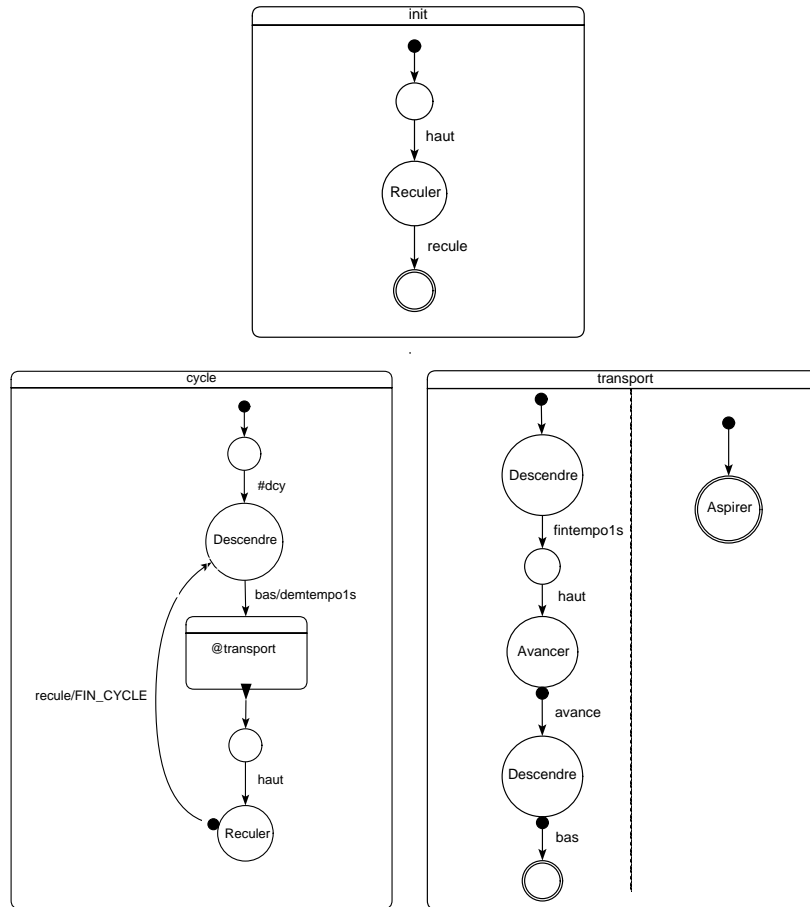 init
haut
Reculer
recule
cycle
#dcy
Descendre
bas/demtempo1s
@transport
recule/FIN_CYCLE
haut
Reculer
transport
Descendre
Aspirer
fintempo1s
haut
Avancer
avance
Descendre
bas